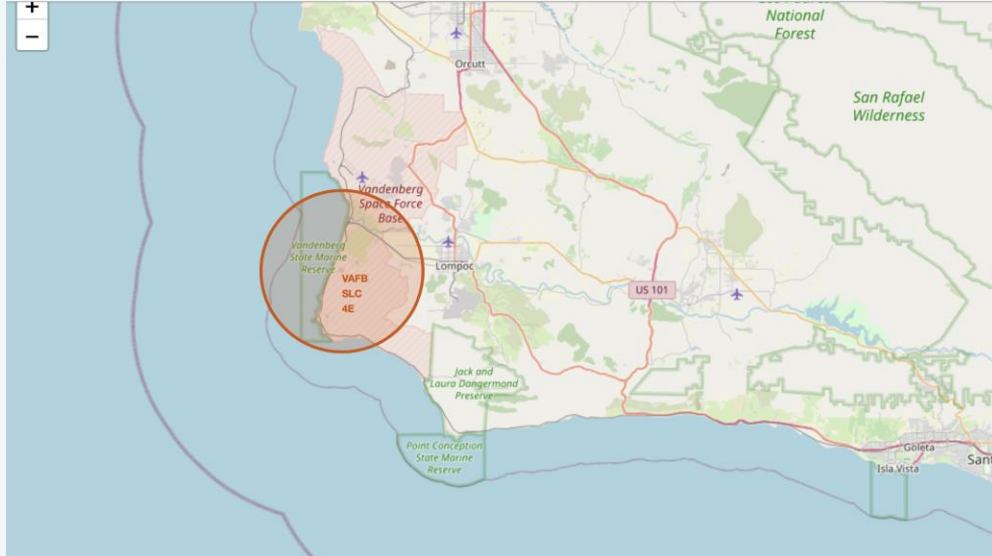 +
−
National
Forest
Orcutt
San Rafael
Wilderness
Vandenberg
Space Force
Base
Vandenberg
State Marine
Reserve
VAFB
SLC
4E
Lompoc
US 101
Jack and
Laura Dangermond
Preserve
Point Conception
State Marine
Reserve
Goleta
Isla Vista
Sant